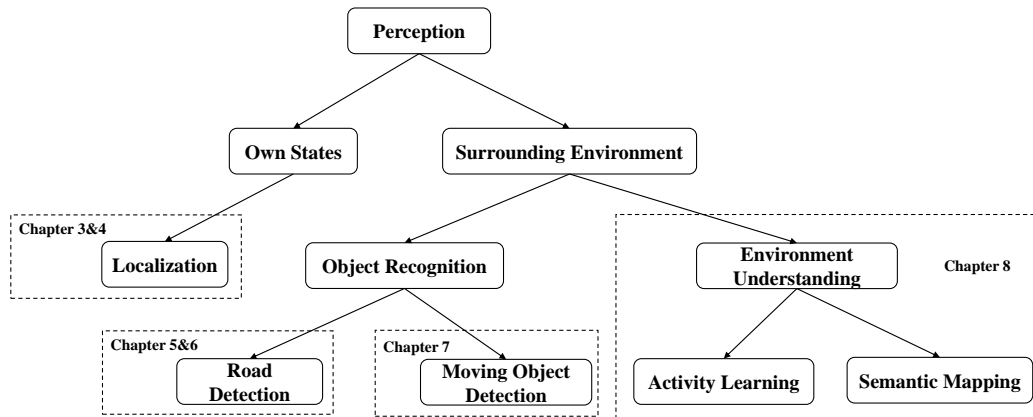 Perception
Own States
Surrounding Environment
Chapter 3&4
Localization
Object Recognition
Environment
Understanding
Chapter 8
Chapter 5&6
Road
Detection
Chapter 7
Moving Object
Detection
Activity Learning
Semantic Mapping